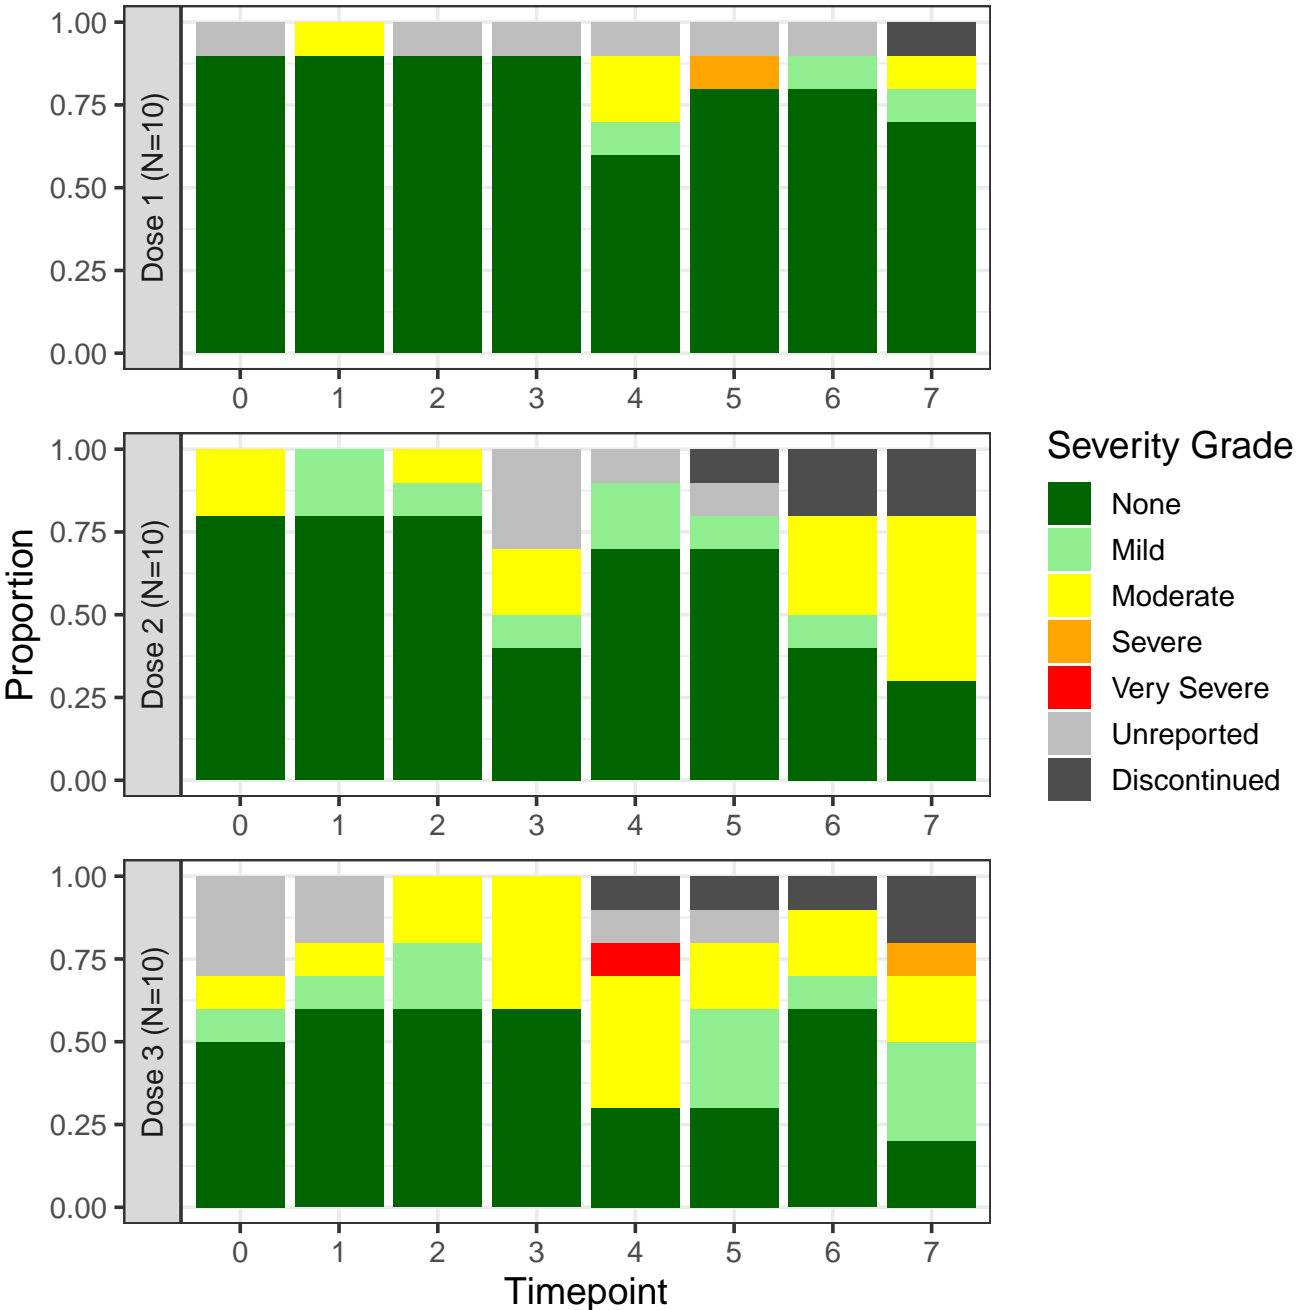 1.00
0.75
0.50
0.25
0.00
Dose 1 (N=10)
0 1 2 3 4 5 6 7
1.00
0.75
0.50
0.25
0.00
Dose 2 (N=10)
0 1 2 3 4 5 6 7
1.00
0.75
0.50
0.25
0.00
Dose 3 (N=10)
0 1 2 3 4 5 6 7
Proportion
Timepoint
Severity Grade
None
Mild
Moderate
Severe
Very Severe
Unreported
Discontinued